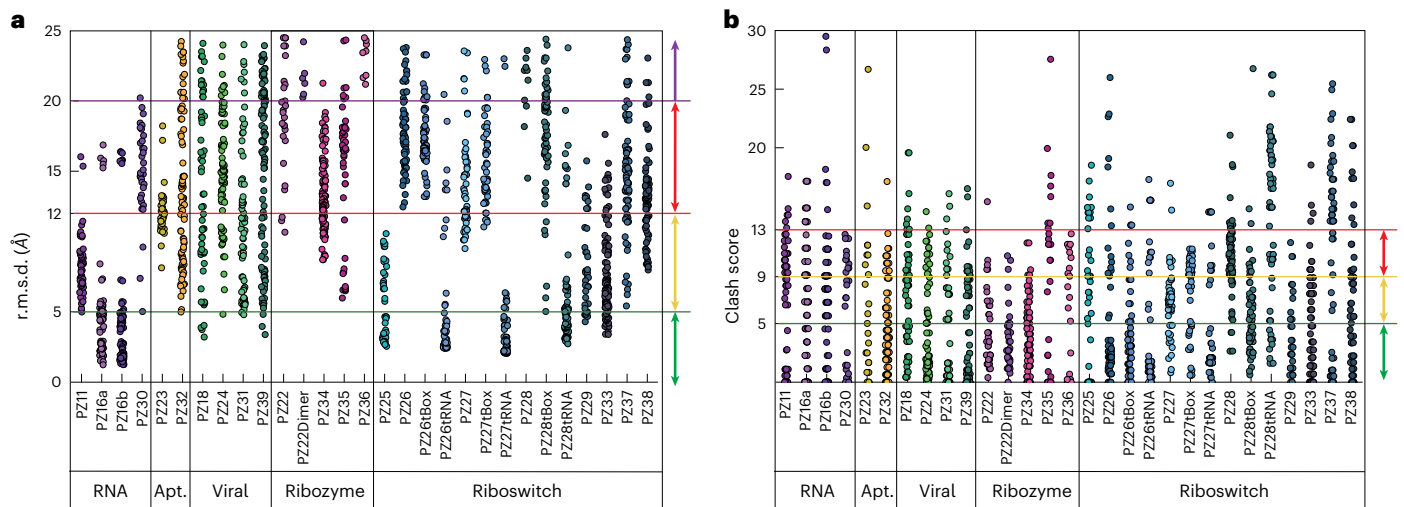 a
r.m.s.d. (Å)
25
20
15
12
5
0
PZ11
PZ16a
PZ16b
PZ30
PZ23
PZ32
PZ18
PZ24
PZ31
PZ39
PZ22
PZ22Dimer
PZ34
PZ35
PZ36
PZ25
PZ26
PZ26tBox
PZ26tRNA
PZ27
PZ27tBox
PZ27tRNA
PZ28
PZ28tBox
PZ28tRNA
PZ29
PZ33
PZ37
PZ38
RNA Apt. Viral Ribozyme Riboswitch
b
Clash score
30
25
20
13
9
5
PZ11
PZ16a
PZ16b
PZ30
PZ23
PZ32
PZ18
PZ24
PZ31
PZ39
PZ22
PZ22Dimer
PZ34
PZ35
PZ36
PZ25
PZ26
PZ26tBox
PZ26tRNA
PZ27
PZ27tBox
PZ27tRNA
PZ28
PZ28tBox
PZ28tRNA
PZ29
PZ33
PZ37
PZ38
RNA Apt. Viral Ribozyme Riboswitch